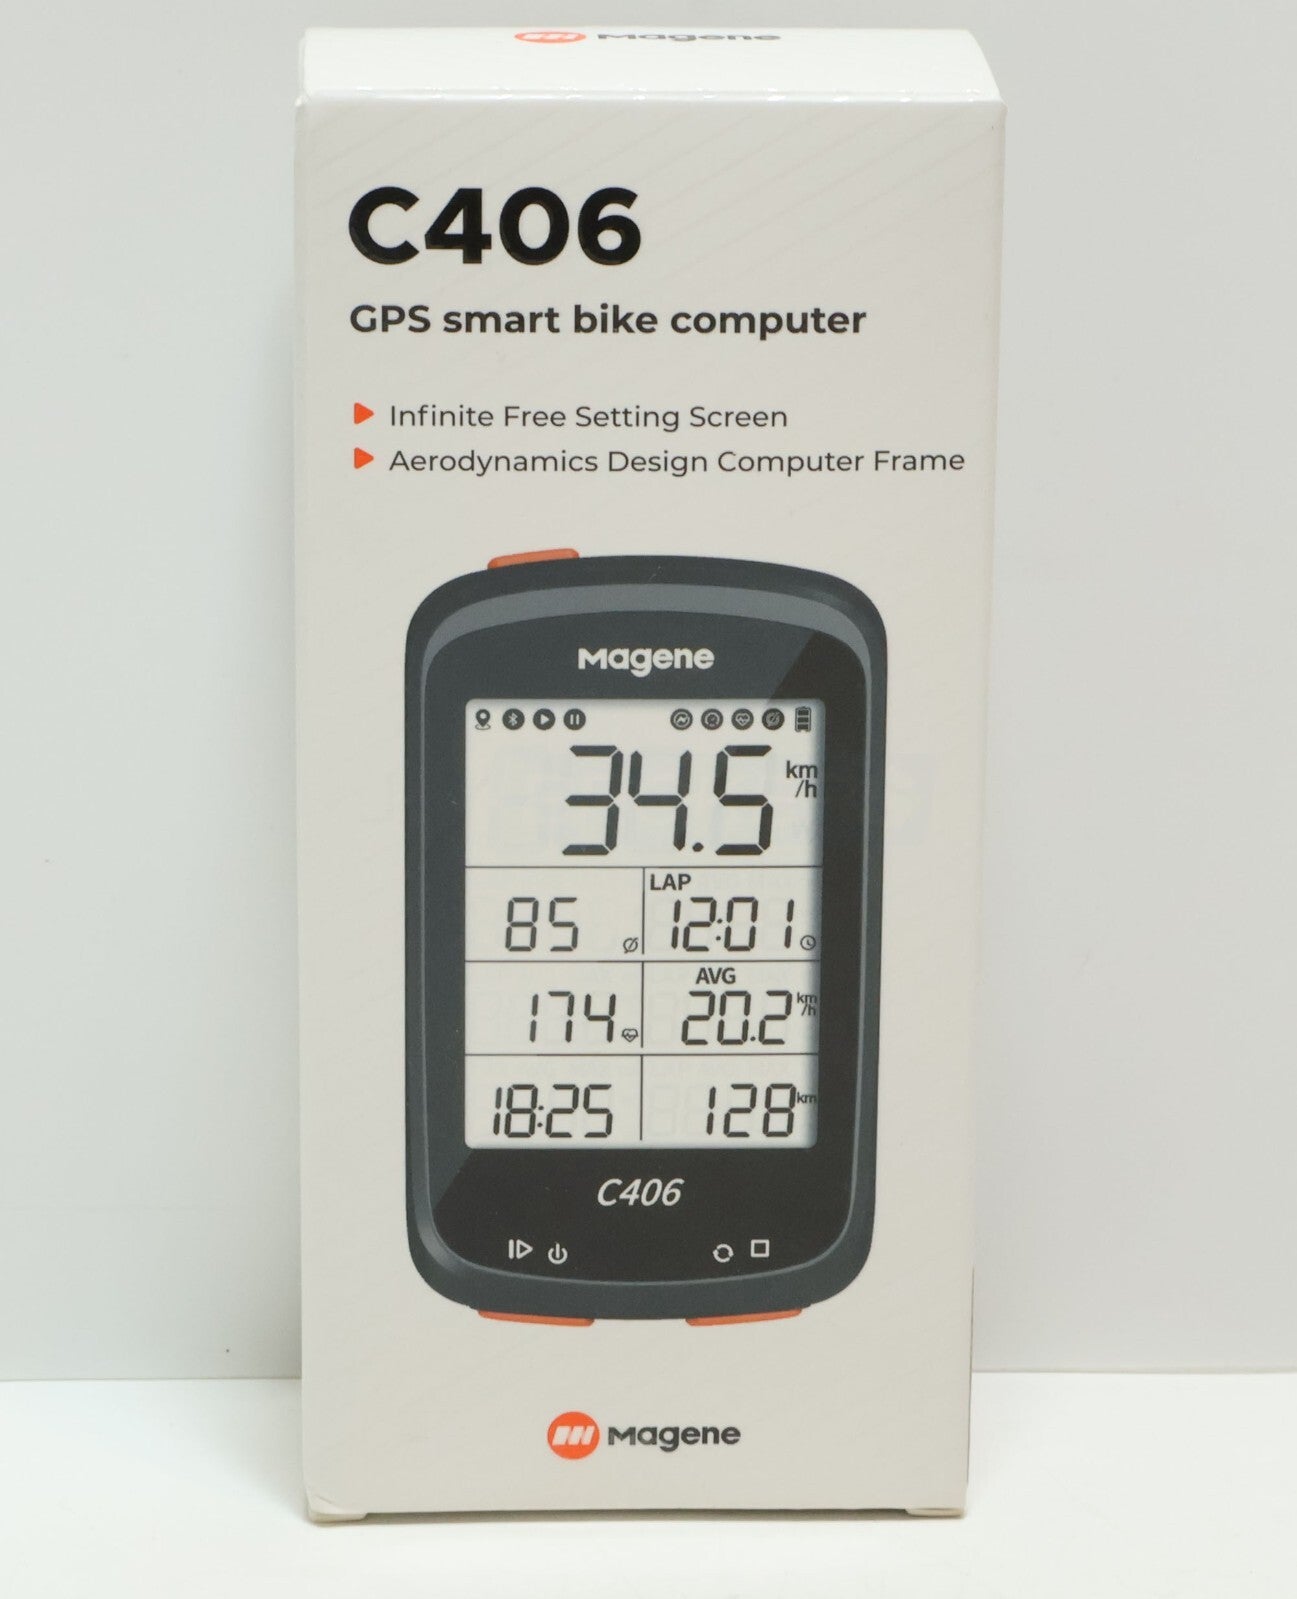 Magene
C406
GPS smart bike computer
Infinite Free Setting Screen
Aerodynamics Design Computer Frame
Magene
34.5 km/h
LAP
85 12:01
AVG
174 20.2 km/h
18:25 128 km
C406
Magene